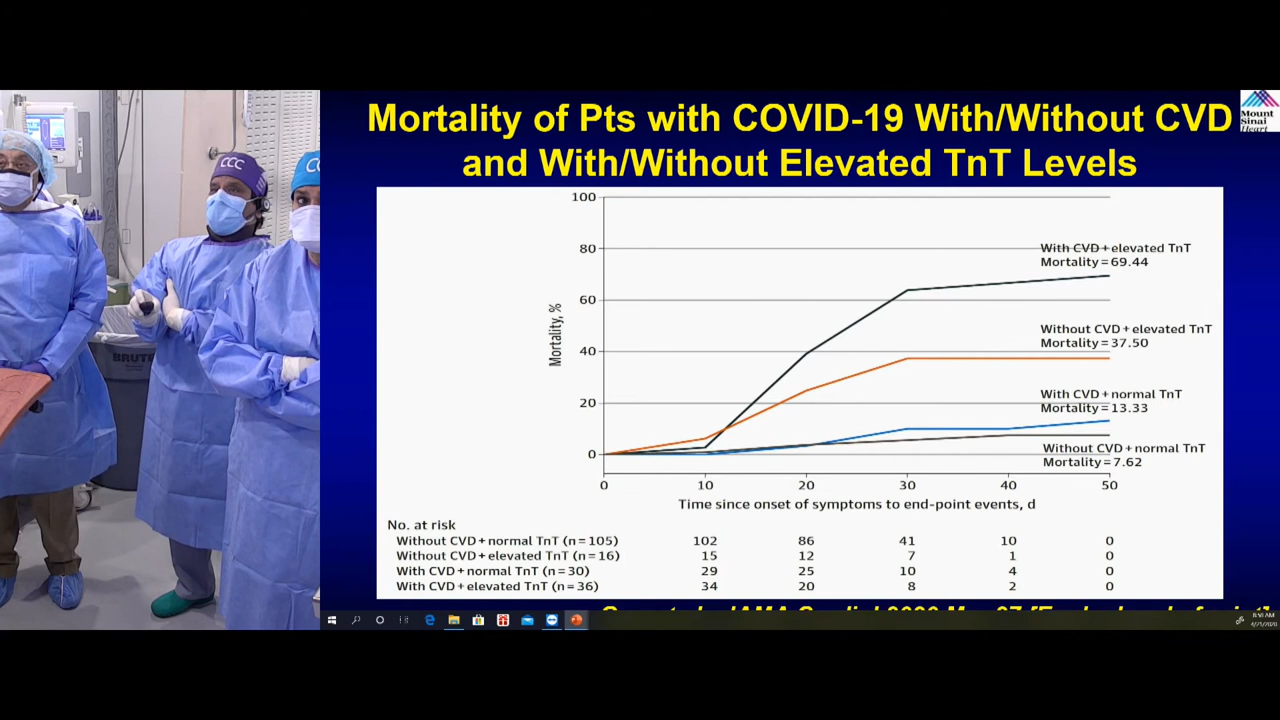 Mortality of Pts with COVID-19 With/Without CVD
and With/Without Elevated TnT Levels
Mount
Sinai
Heart
CCC
BRUTE
Mortality, %
100
80
60
40
20
0
With CVD + elevated TnT
Mortality = 69.44
Without CVD + elevated TnT
Mortality = 37.50
With CVD + normal TnT
Mortality = 13.33
Without CVD + normal TnT
Mortality = 7.62
0 10 20 30 40 50
Time since onset of symptoms to end-point events, d
No. at risk
Without CVD + normal TnT (n = 105) 102 86 41 10 0
Without CVD + elevated TnT (n = 16) 15 12 7 1 0
With CVD + normal TnT (n = 30) 29 25 10 4 0
With CVD + elevated TnT (n = 36) 34 20 8 2 0